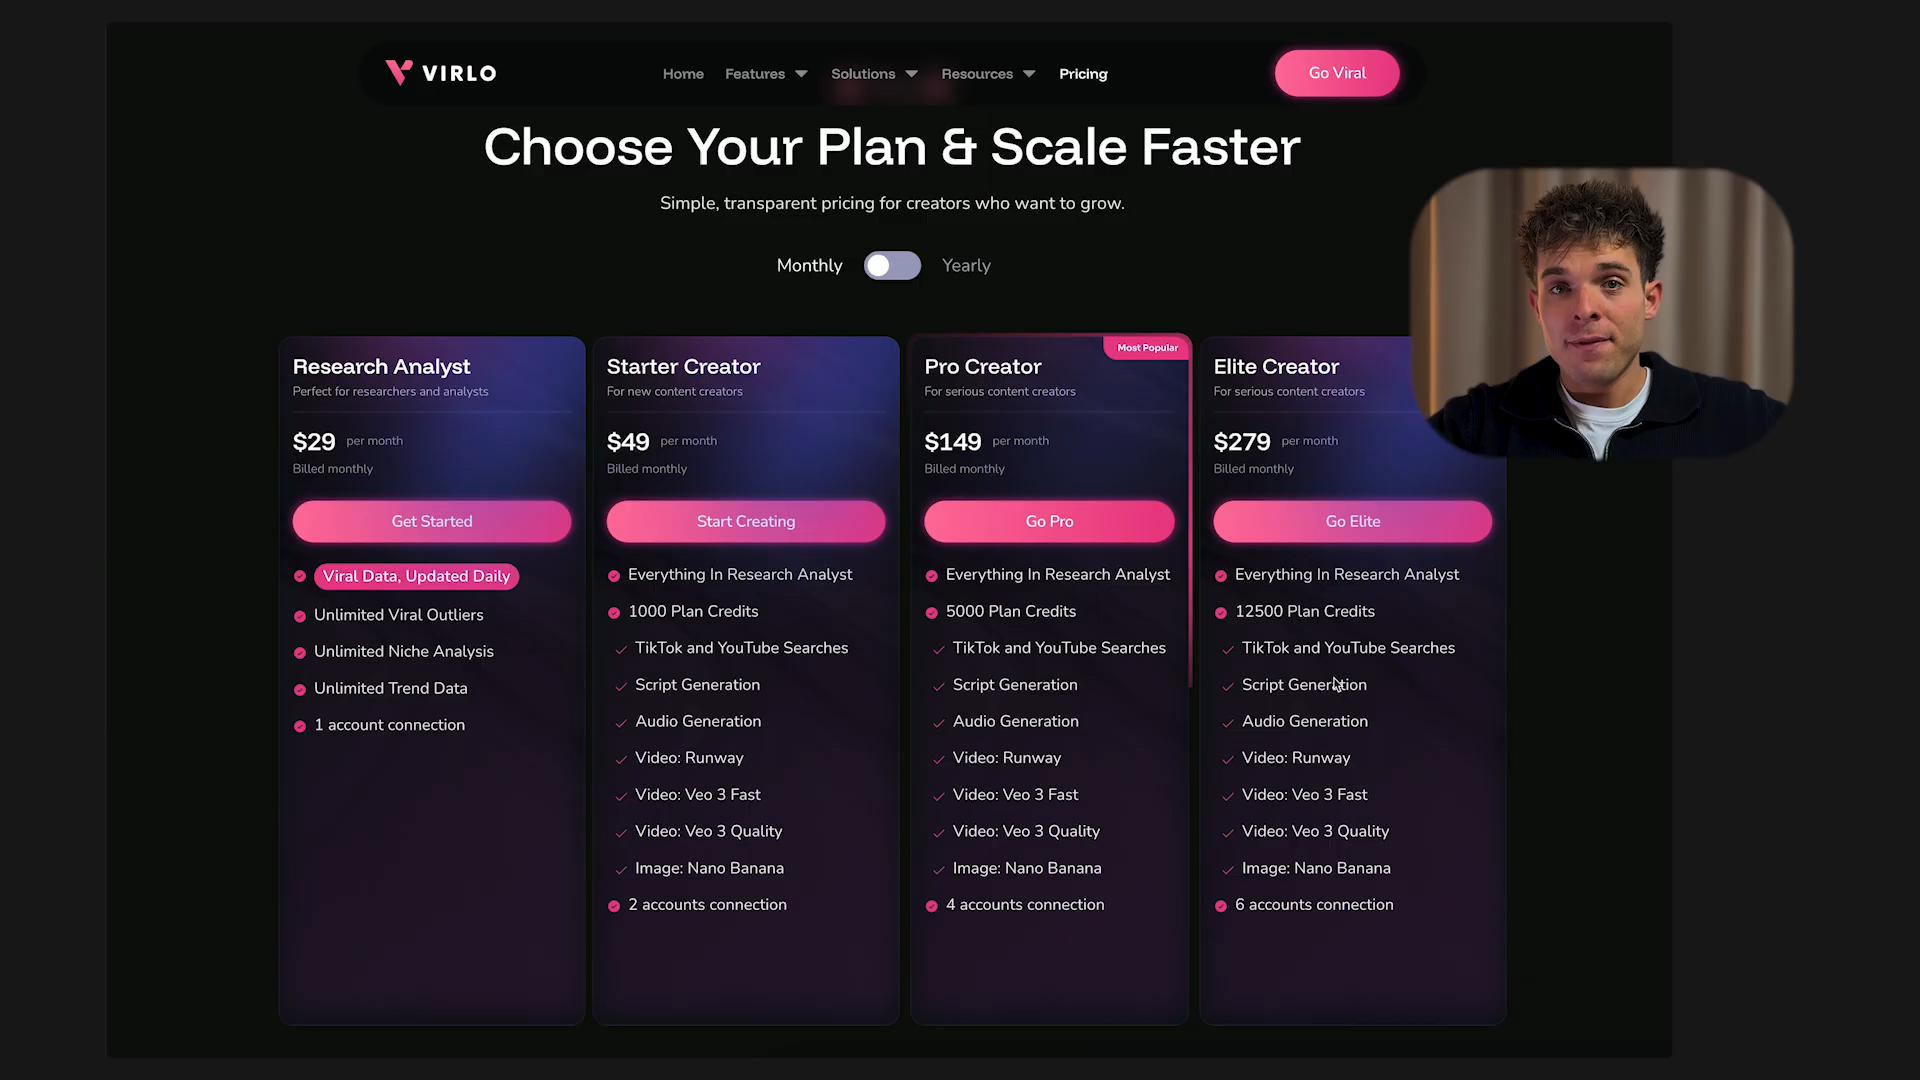 VIRLO
Home
Features
Solutions
Resources
Pricing
Go Viral
Choose Your Plan & Scale Faster
Simple, transparent pricing for creators who want to grow.
Monthly
Yearly
Research Analyst
Perfect for researchers and analysts
$29 per month
Billed monthly
Get Started
Viral Data, Updated Daily
Unlimited Viral Outliers
Unlimited Niche Analysis
Unlimited Trend Data
1 account connection
Starter Creator
For new content creators
$49 per month
Billed monthly
Start Creating
Everything In Research Analyst
1000 Plan Credits
TikTok and YouTube Searches
Script Generation
Audio Generation
Video: Runway
Video: Veo 3 Fast
Video: Veo 3 Quality
Image: Nano Banana
2 accounts connection
Most Popular
Pro Creator
For serious content creators
$149 per month
Billed monthly
Go Pro
Everything In Research Analyst
5000 Plan Credits
TikTok and YouTube Searches
Script Generation
Audio Generation
Video: Runway
Video: Veo 3 Fast
Video: Veo 3 Quality
Image: Nano Banana
4 accounts connection
Elite Creator
For serious content creators
$279 per month
Billed monthly
Go Elite
Everything In Research Analyst
12500 Plan Credits
TikTok and YouTube Searches
Script Generation
Audio Generation
Video: Runway
Video: Veo 3 Fast
Video: Veo 3 Quality
Image: Nano Banana
6 accounts connection